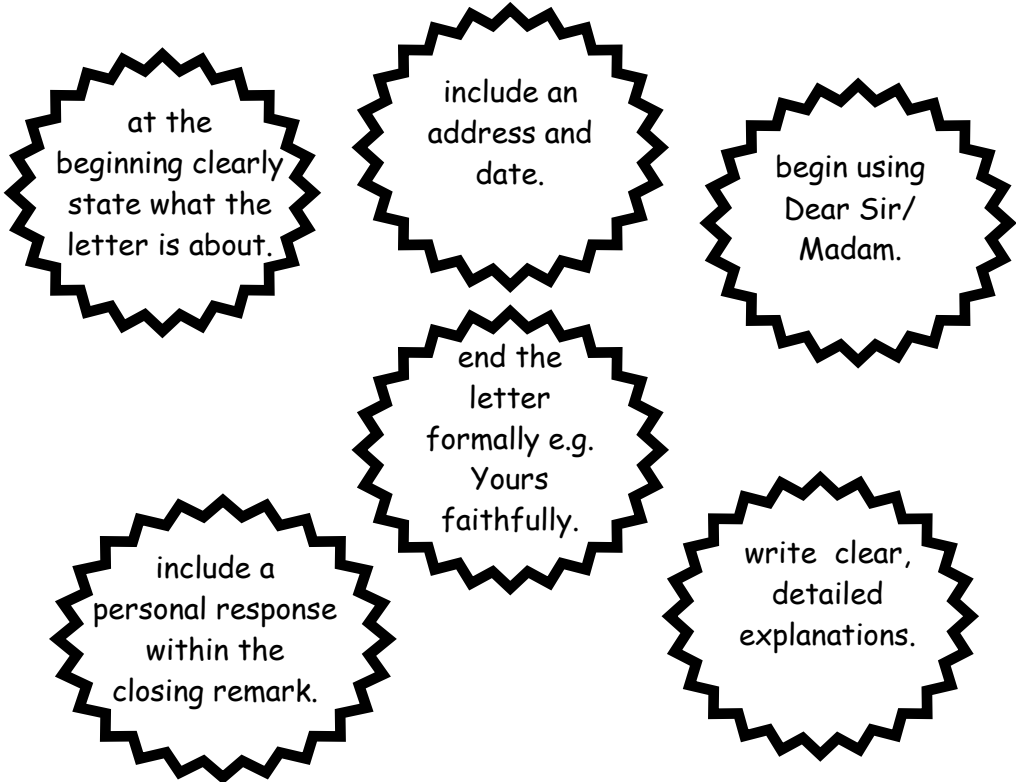 at the
beginning clearly
state what the
letter is about.
include an
address and
date.
begin using
Dear Sir/
Madam.
end the
letter
formally e.g.
Yours
faithfully.
include a
personal response
within the
closing remark.
write clear,
detailed
explanations.